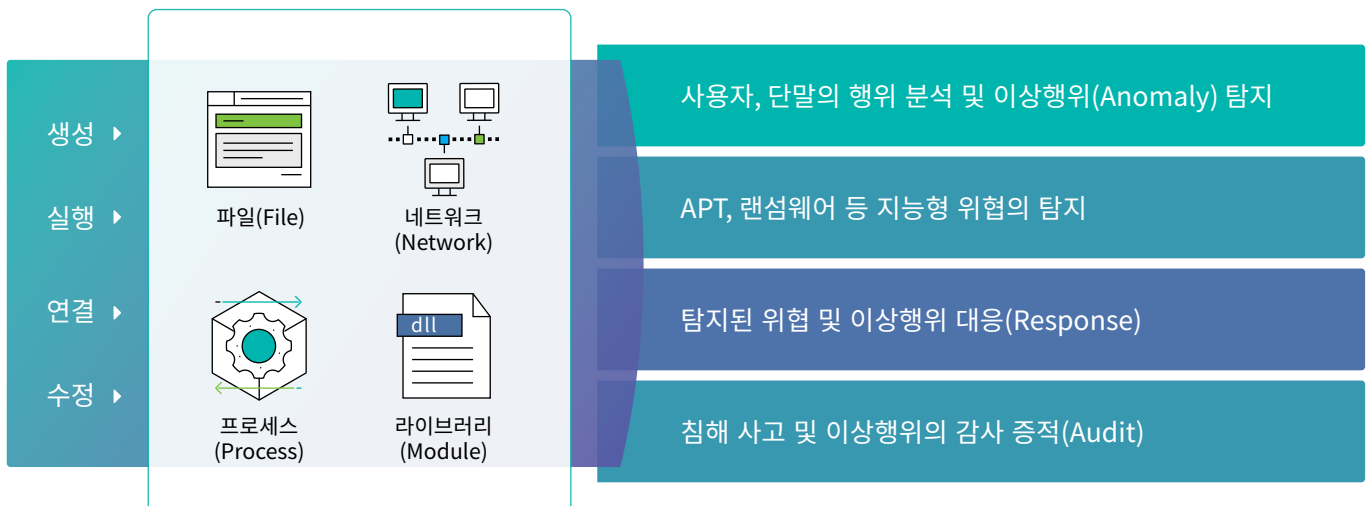 생성
실행
연결
수정
파일(File)
네트워크
(Network)
dll
프로세스
(Process)
라이브러리
(Module)
사용자, 단말의 행위 분석 및 이상행위(Anomaly) 탐지
APT, 랜섬웨어 등 지능형 위협의 탐지
탐지된 위협 및 이상행위 대응(Response)
침해 사고 및 이상행위의 감사 증적(Audit)